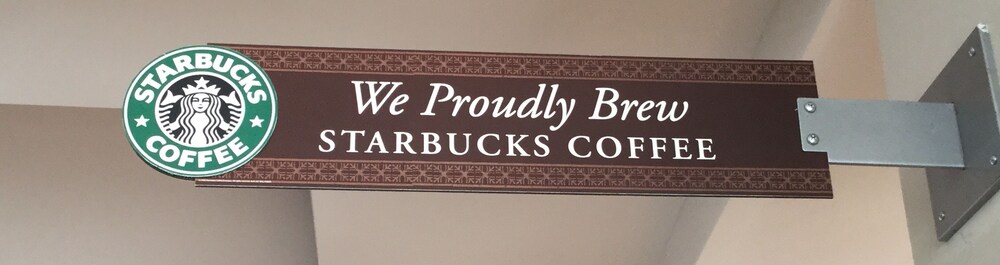 STARBUCKS
COFFEE
We Proudly Brew
STARBUCKS COFFEE